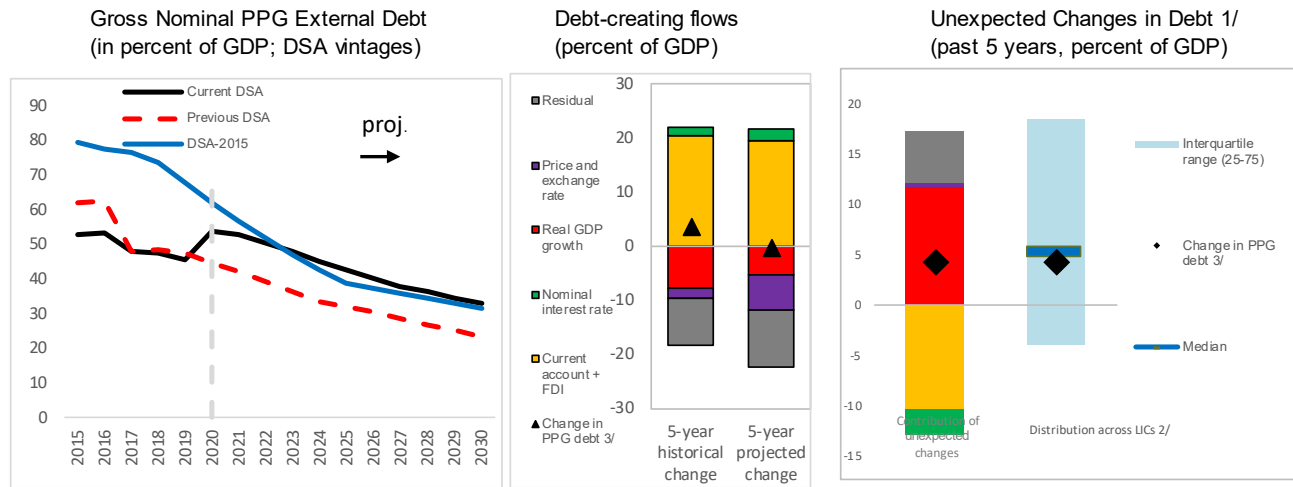 Gross Nominal PPG External Debt
(in percent of GDP; DSA vintages)
Current DSA
Previous DSA
DSA-2015
proj.
90
80
70
60
50
40
30
20
10
0
2015
2016
2017
2018
2019
2020
2021
2022
2023
2024
2025
2026
2027
2028
2029
2030
Debt-creating flows
(percent of GDP)
Residual
Price and
exchange
rate
Real GDP
growth
Nominal
interest rate
Current
account +
FDI
Change in
PPG debt 3/
30
20
10
0
-10
-20
-30
5-year
historical
change
5-year
projected
change
Unexpected Changes in Debt 1/
(past 5 years, percent of GDP)
20
15
10
5
0
-5
-10
-15
Contribution of
unexpected
changes
Distribution across LICs 2/
Interquartile
range (25-75)
Change in PPG
debt 3/
Median